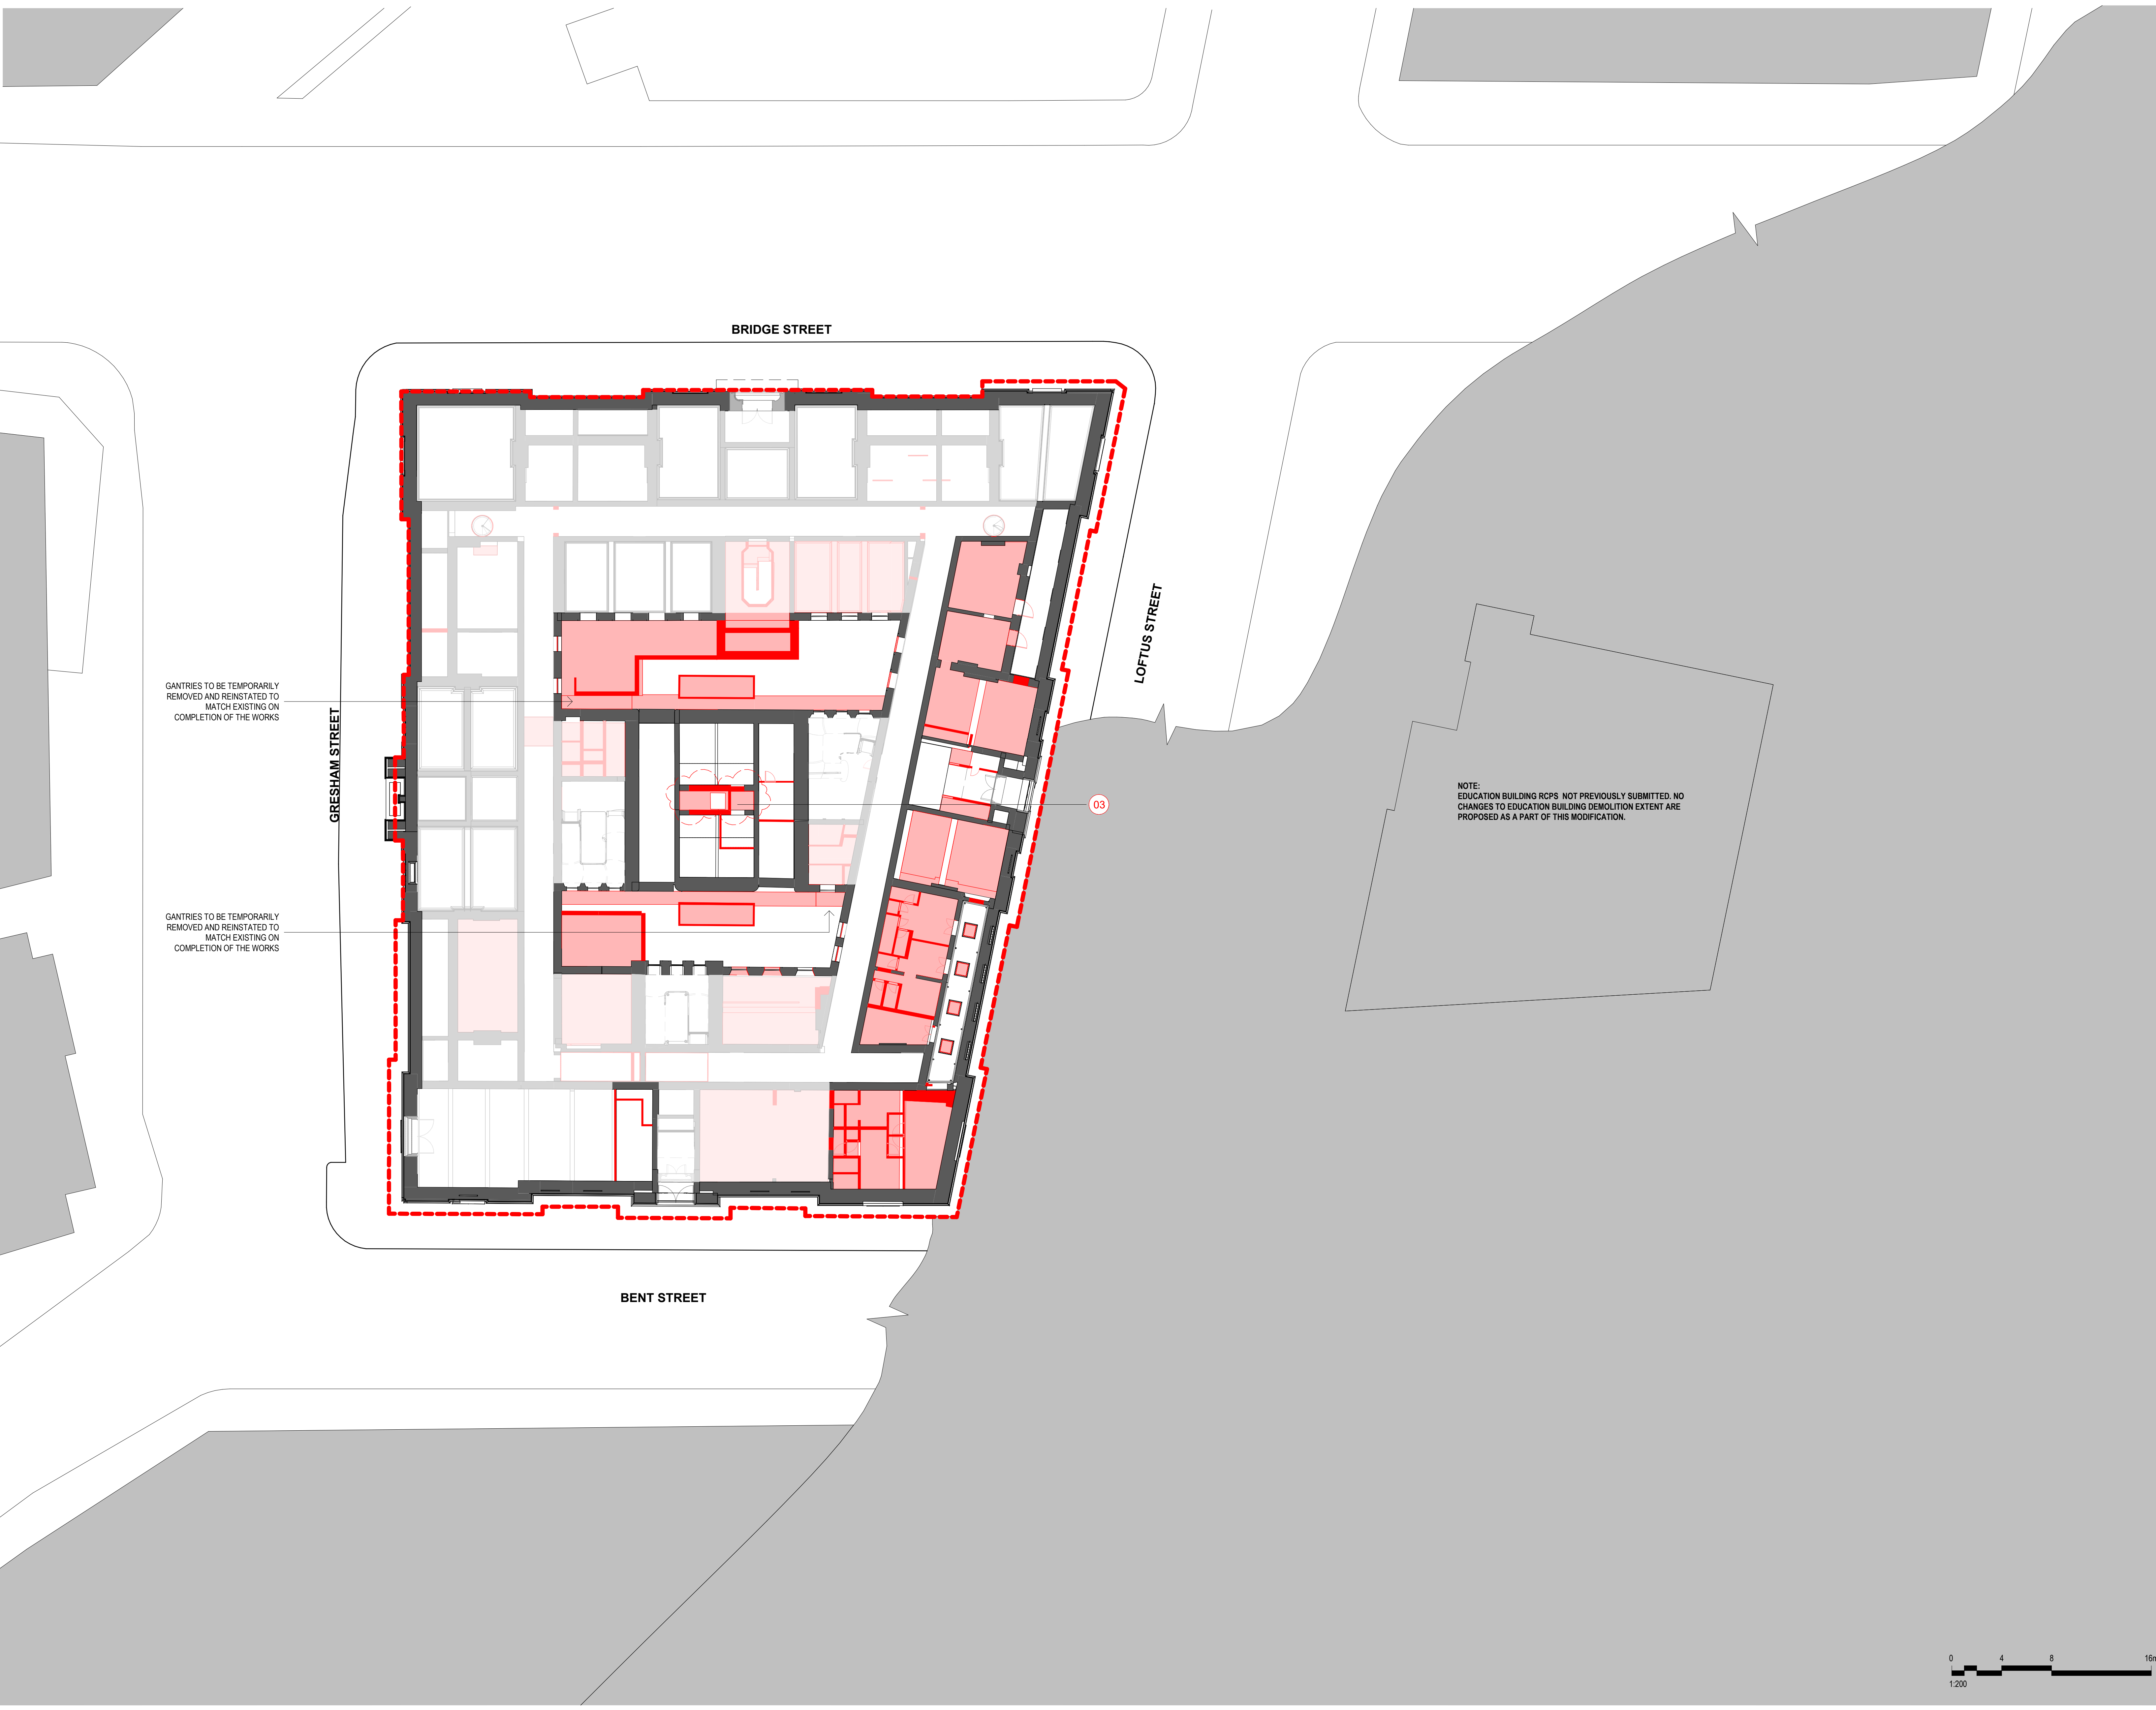 BRIDGE STREET
LOFTUS STREET
GANTRIES TO BE TEMPORARILY
REMOVED AND REINSTATED TO
MATCH EXISTING ON
COMPLETION OF THE WORKS
GRESHAM STREET
NOTE:
EDUCATION BUILDING RCPS  NOT PREVIOUSLY SUBMITTED. NO
CHANGES TO EDUCATION BUILDING DEMOLITION EXTENT ARE
PROPOSED AS A PART OF THIS MODIFICATION.
03
GANTRIES TO BE TEMPORARILY
REMOVED AND REINSTATED TO
MATCH EXISTING ON
COMPLETION OF THE WORKS
BENT STREET
0 4 8 16m
1:200